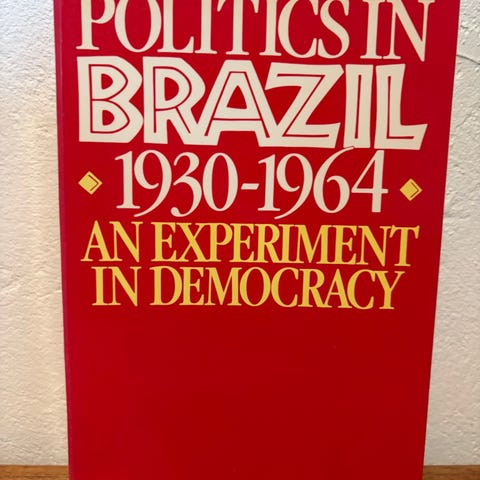 POLITICS IN
BRAZIL
1930-1964
AN EXPERIMENT
IN DEMOCRACY